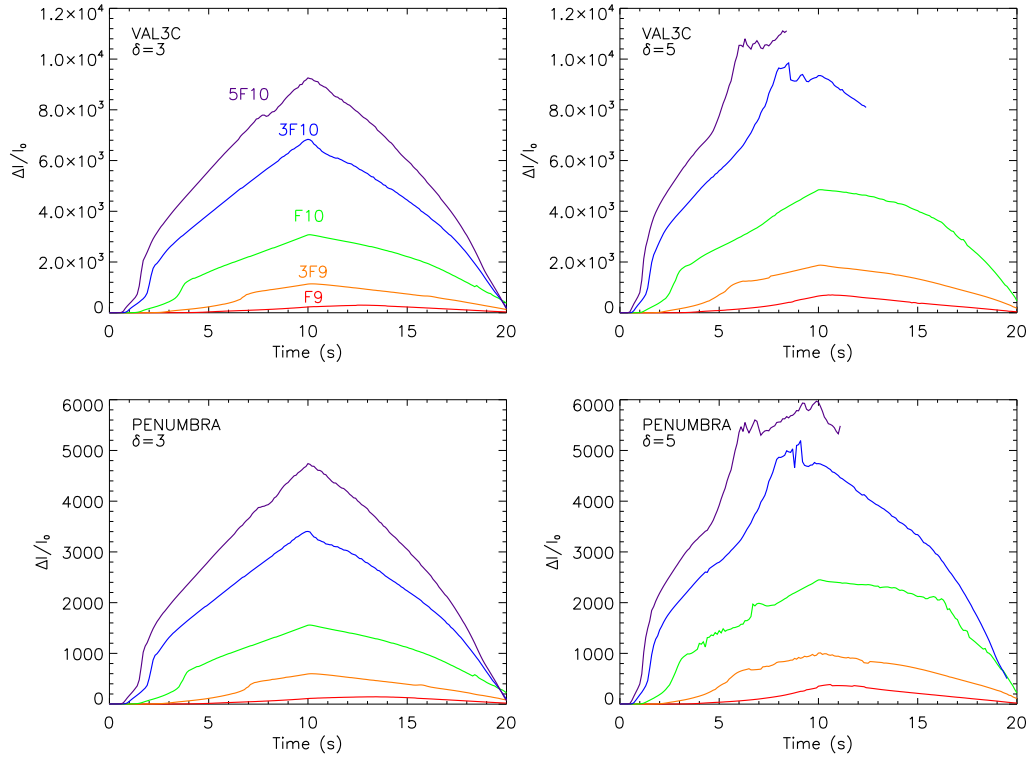 1.2×10⁴
1.0×10⁴
8.0×10³
6.0×10³
4.0×10³
2.0×10³
0
ΔI/I₀
VAL3C
δ=3
5F10
3F10
F10
3F9
F9
0 5 10 15 20
Time (s)
1.2×10⁴
1.0×10⁴
8.0×10³
6.0×10³
4.0×10³
2.0×10³
0
ΔI/I₀
VAL3C
δ=5
0 5 10 15 20
Time (s)
6000
5000
4000
3000
2000
1000
0
ΔI/I₀
PENUMBRA
δ=3
0 5 10 15 20
Time (s)
6000
5000
4000
3000
2000
1000
0
ΔI/I₀
PENUMBRA
δ=5
0 5 10 15 20
Time (s)